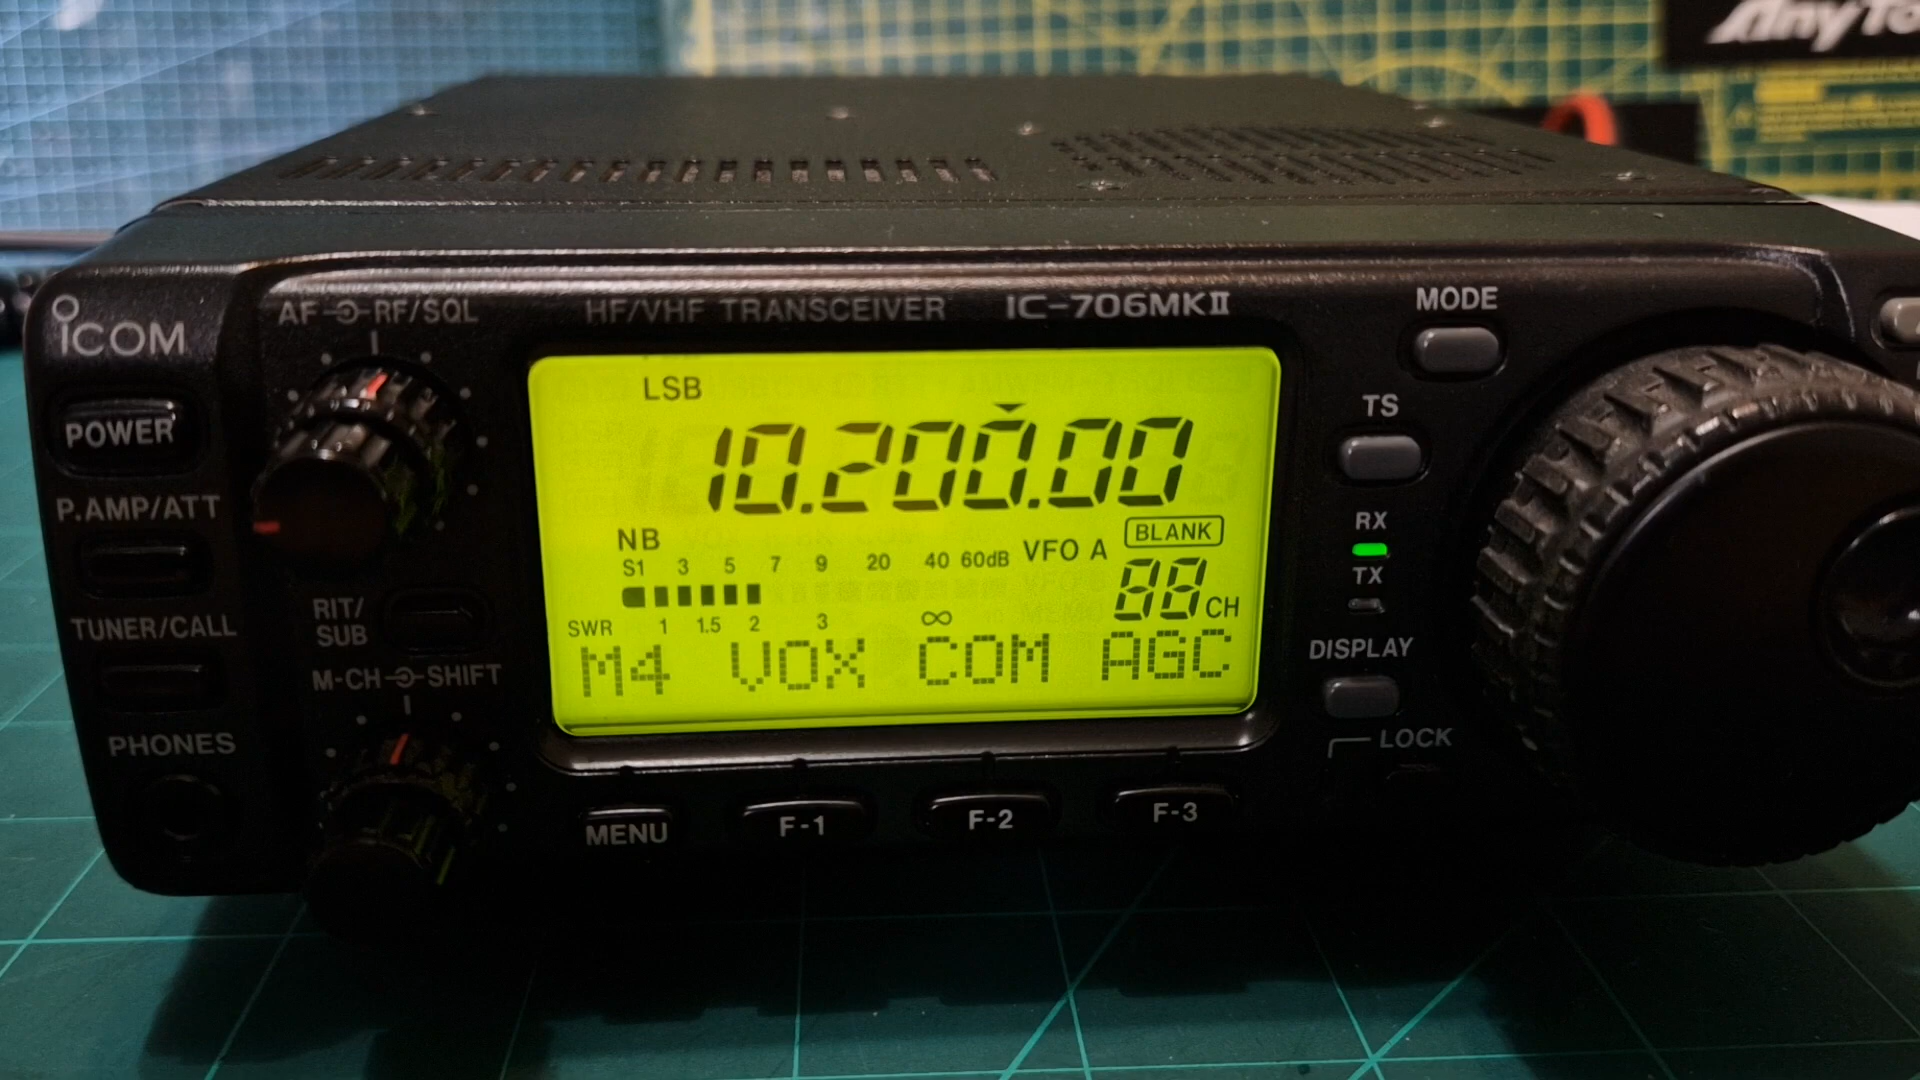 AnyTo
ICOM
AF RF/SQL
HF/VHF TRANSCEIVER IC-706MKII
MODE
POWER
LSB
10.200.00
TS
P.AMP/ATT
NB
VFO A
BLANK
RX
S1 3 5 7 9 20 40 60dB
88 CH
TX
SWR 1 1.5 2 3 ∞
TUNER/CALL
RIT/
SUB
M4 VOX COM AGC
DISPLAY
M-CH SHIFT
LOCK
PHONES
MENU F-1 F-2 F-3